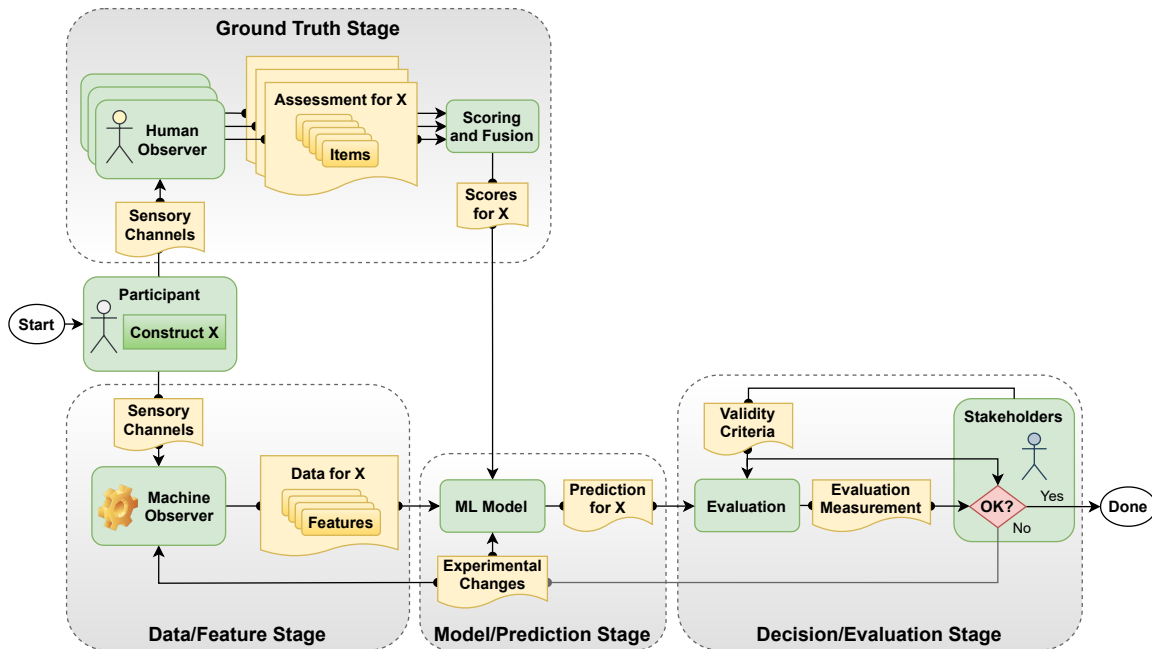 Ground Truth Stage
Human
Observer
Assessment for X
Items
Scoring
and Fusion
Scores
for X
Sensory
Channels
Participant
Construct X
Start
Sensory
Channels
Machine
Observer
Data for X
Features
Data/Feature Stage
ML Model
Prediction
for X
Experimental
Changes
Model/Prediction Stage
Validity
Criteria
Stakeholders
Evaluation
Evaluation
Measurement
OK?
Yes
No
Done
Decision/Evaluation Stage